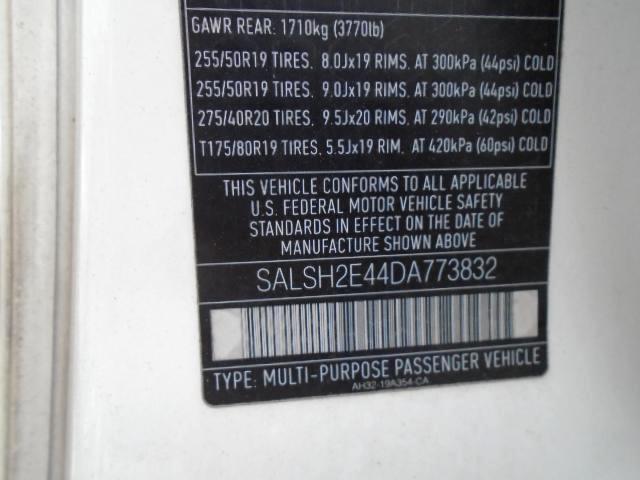 GAWR REAR: 1710kg (3770lb)
255/50R19 TIRES, 8.0Jx19 RIMS, AT 300kPa (44psi) COLD
255/50R19 TIRES, 9.0Jx19 RIMS, AT 300kPa (44psi) COLD
275/40R20 TIRES, 9.5Jx20 RIMS, AT 290kPa (42psi) COLD
T175/80R19 TIRES, 5.5Jx19 RIM, AT 420kPa (60psi) COLD
THIS VEHICLE CONFORMS TO ALL APPLICABLE
U.S. FEDERAL MOTOR VEHICLE SAFETY
STANDARDS IN EFFECT ON THE DATE OF
MANUFACTURE SHOWN ABOVE
SALSH2E44DA773832
TYPE: MULTI-PURPOSE PASSENGER VEHICLE
AH32-19A354-CA